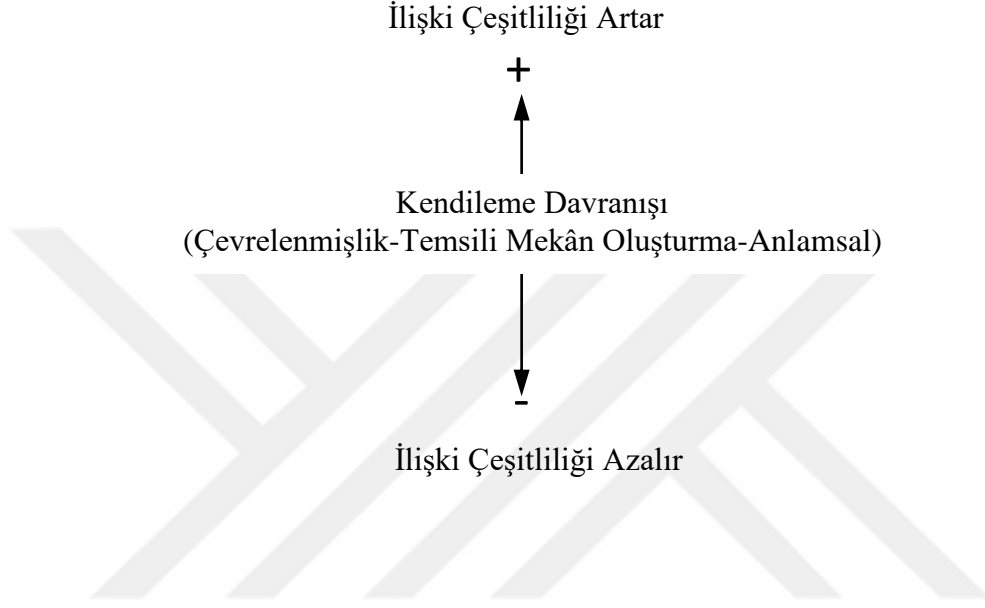 İlişki Çeşitliliği Artar
+
Kendileme Davranışı
(Çevrelenmişlik-Temsili Mekân Oluşturma-Anlamsal)
-
İlişki Çeşitliliği Azalır